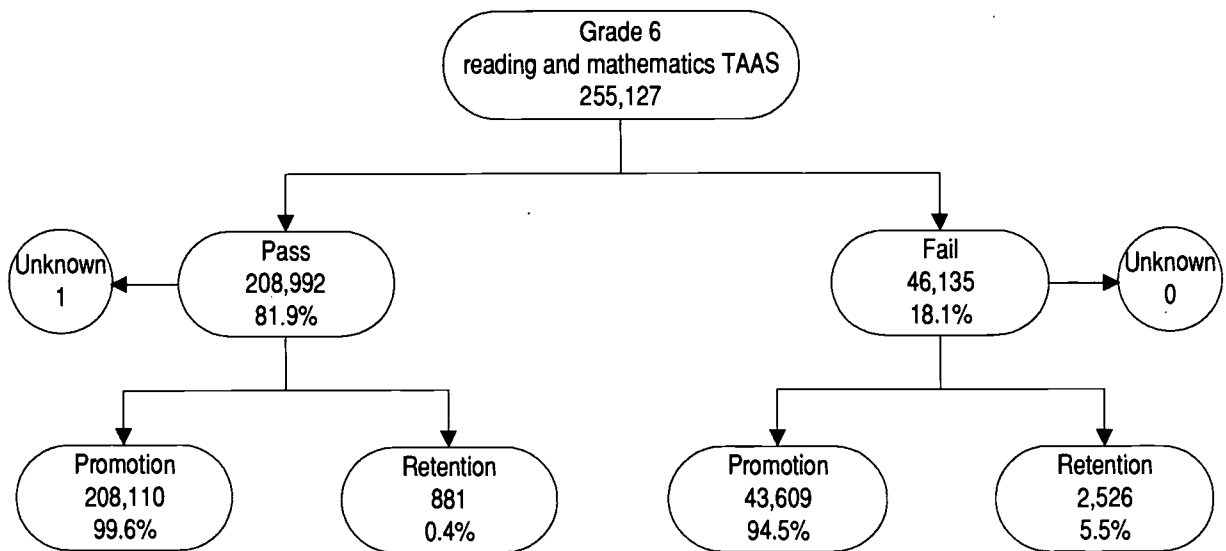 Grade 6
reading and mathematics TAAS
255,127
Unknown
1
Pass
208,992
81.9%
Fail
46,135
18.1%
Unknown
0
Promotion
208,110
99.6%
Retention
881
0.4%
Promotion
43,609
94.5%
Retention
2,526
5.5%